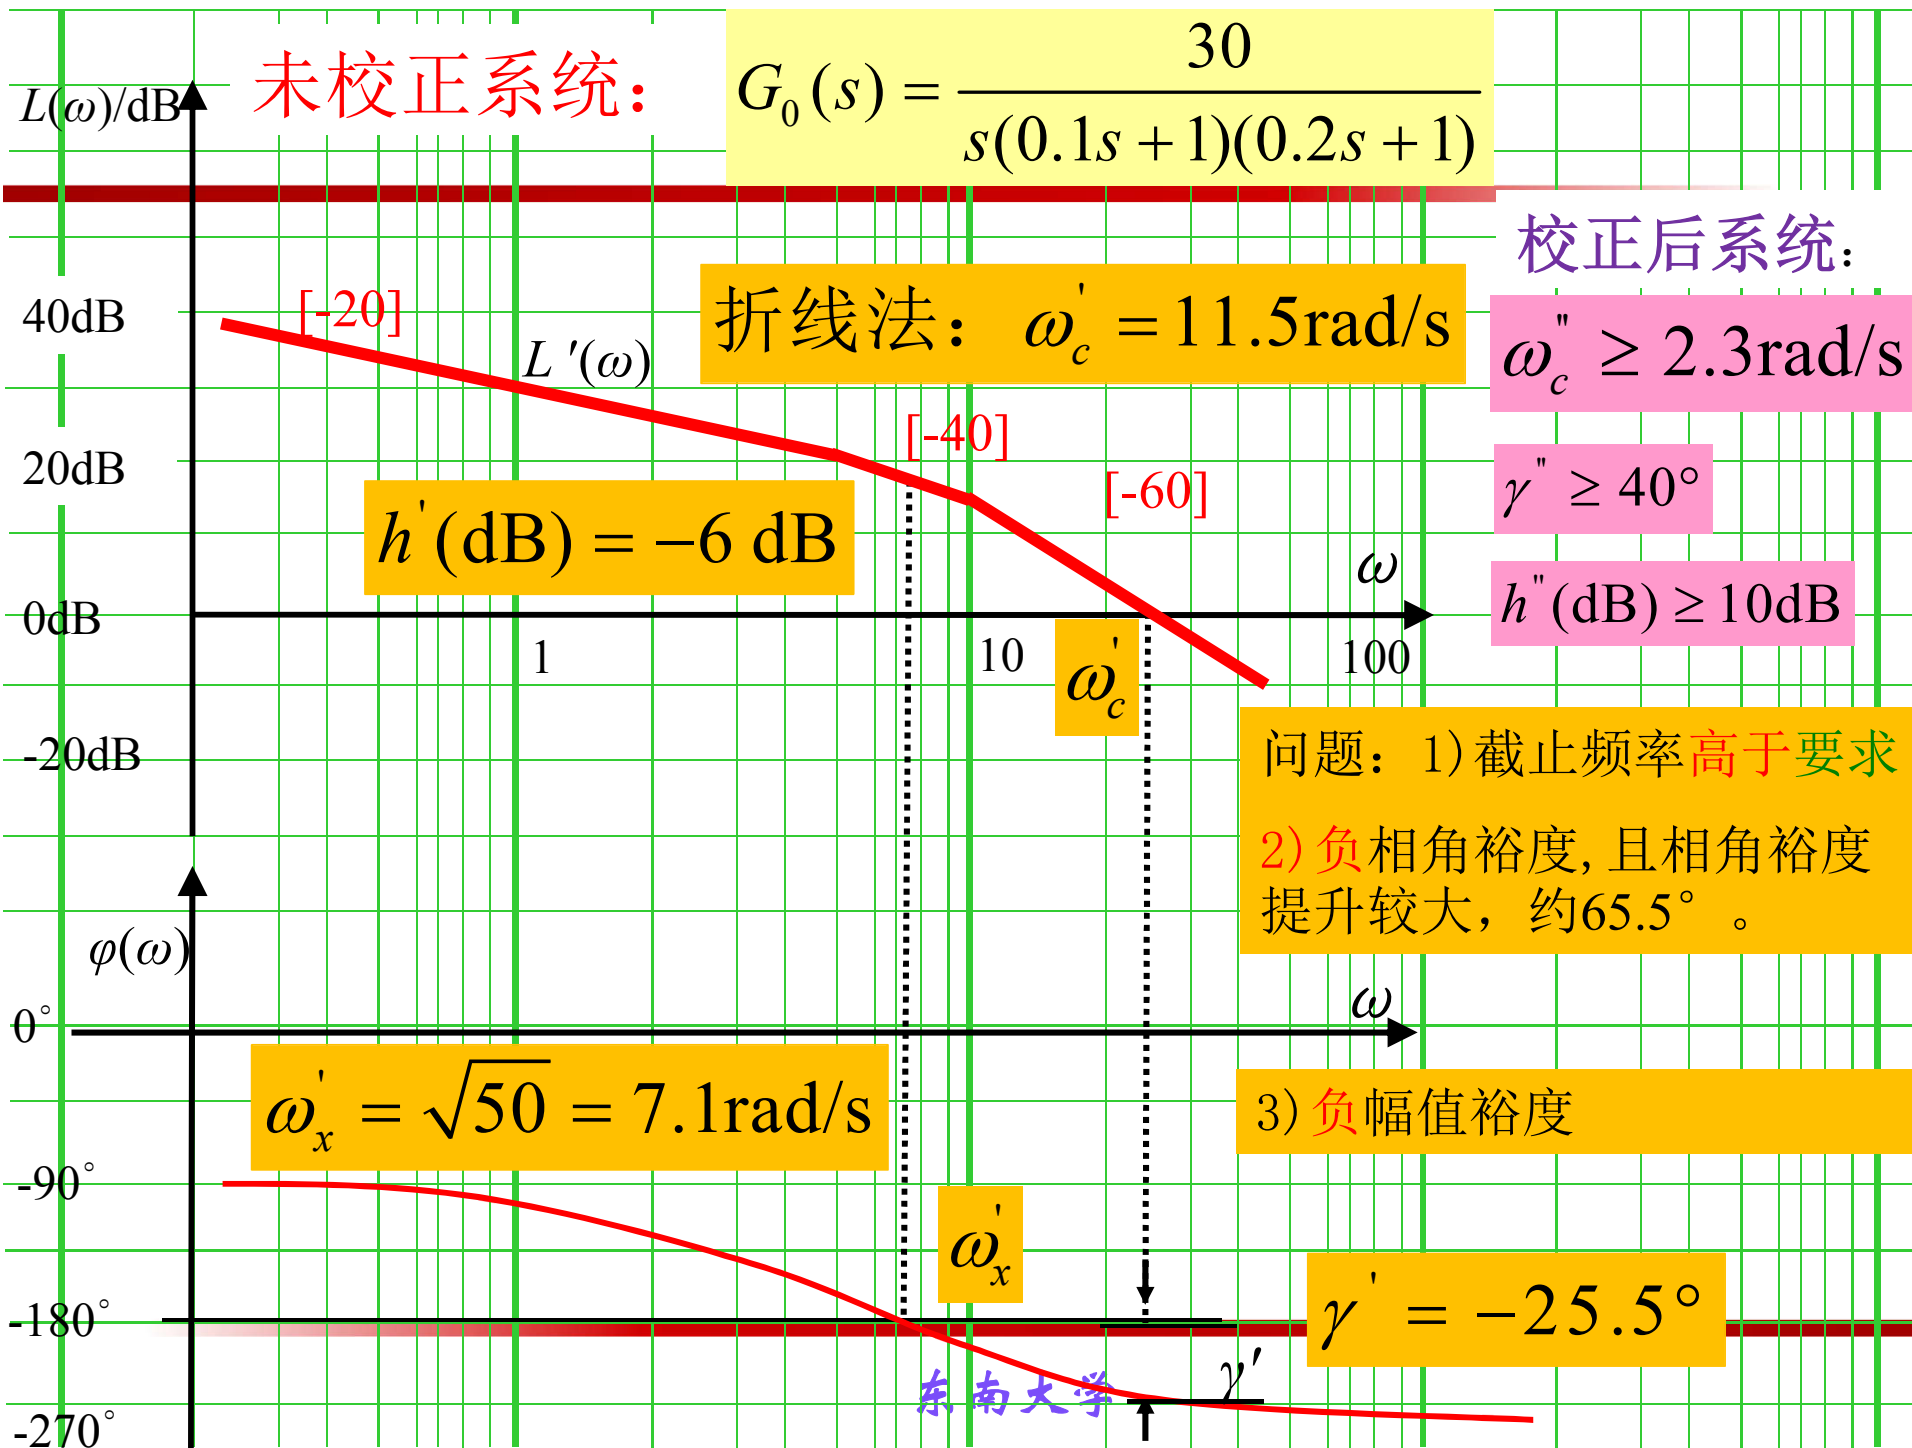 未校正系统：
G₀(s) = 30 / s(0.1s + 1)(0.2s + 1)
L(ω)/dB
校正后系统：
40dB
[-20]
L '(ω)
折线法： ω'c = 11.5rad/s
ω"c ≥ 2.3rad/s
[-40]
20dB
[-60]
γ" ≥ 40°
h'(dB) = −6 dB
ω
h"(dB) ≥ 10dB
0dB
1
10
100
ω'c
-20dB
问题：1)截止频率高于要求
2)负相角裕度,且相角裕度
提升较大，约65.5°。
φ(ω)
ω
0°
ω'x = √50 = 7.1rad/s
3)负幅值裕度
-90°
ω'x
-180°
γ' = −25.5°
γ'
东南大学
-270°